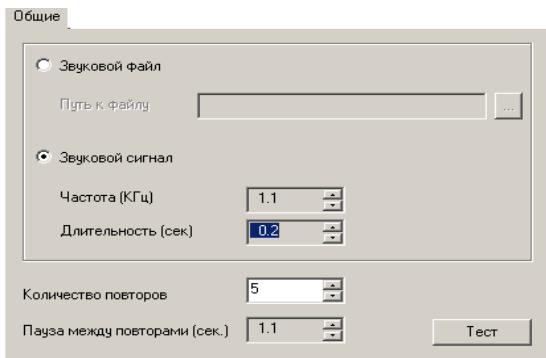 Общие
Звуковой файл
Путь к файлу ...
Звуковой сигнал
Частота (КГц) 1.1
Длительность (сек) 0.2
Количество повторов 5
Пауза между повторами (сек.) 1.1 Тест